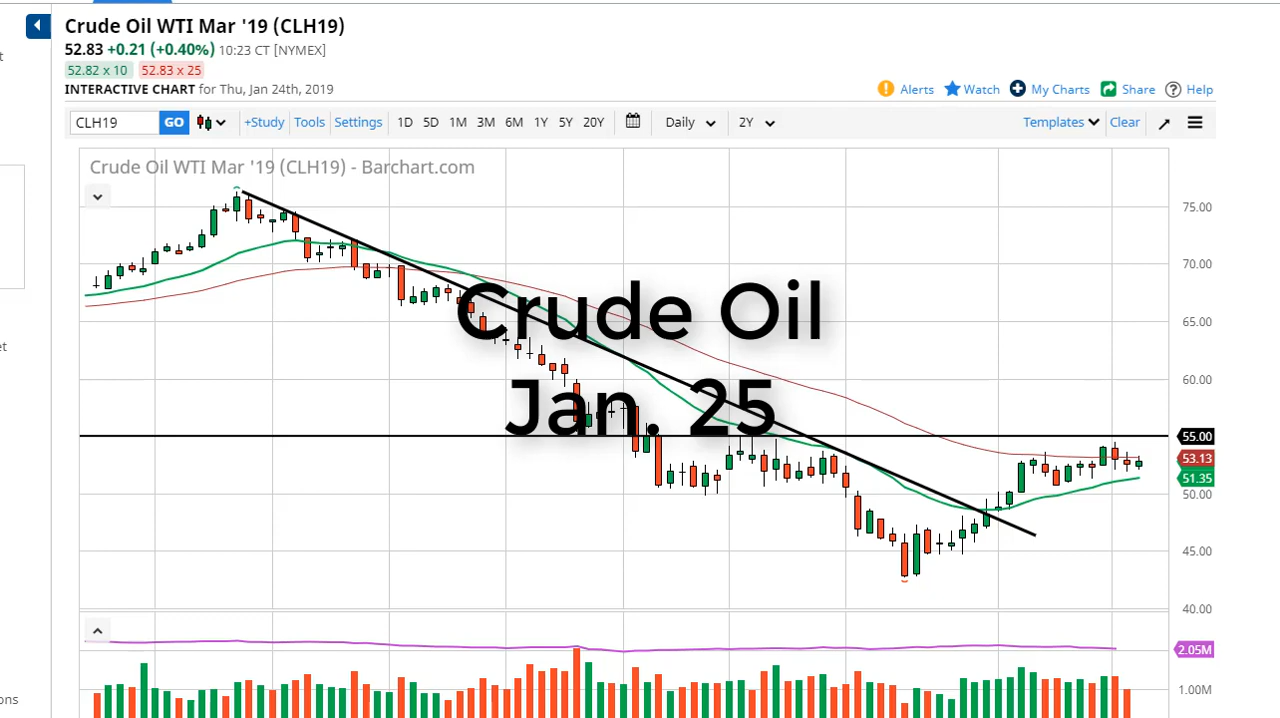 Crude Oil WTI Mar '19 (CLH19)
52.83 +0.21 (+0.40%) 10:23 CT [NYMEX]
t
52.82 x 10 52.83 x 25
INTERACTIVE CHART for Thu, Jan 24th, 2019
Alerts Watch My Charts Share Help
CLH19 GO +Study Tools Settings 1D 5D 1M 3M 6M 1Y 5Y 20Y Daily 2Y Templates Clear
Crude Oil WTI Mar '19 (CLH19) - Barchart.com
75.00
70.00
Crude Oil
65.00
et
60.00
Jan. 25
55.00
53.13
51.35
50.00
45.00
40.00
2.05M
1.00M
ons